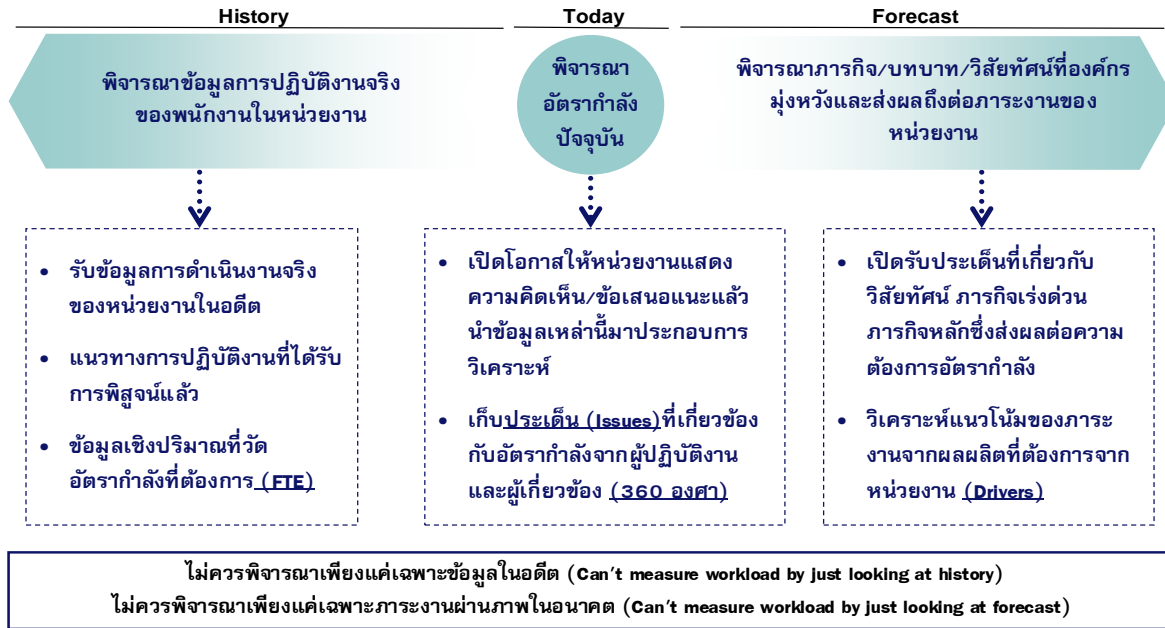 History
Today
Forecast
พิจารณาข้อมูลการปฏิบัติงานจริง
ของพนักงานในหน่วยงาน
พิจารณา
อัตรากำลัง
ปัจจุบัน
พิจารณาภารกิจ/บทบาท/วิสัยทัศน์ที่องค์กร
มุ่งหวังและส่งผลถึงต่อภาระงานของ
หน่วยงาน
• รับข้อมูลการดำเนินงานจริง
ของหน่วยงานในอดีต
• แนวทางการปฏิบัติงานที่ได้รับ
การพิสูจน์แล้ว
• ข้อมูลเชิงปริมาณที่วัด
อัตรากำลังที่ต้องการ (FTE)
• เปิดโอกาสให้หน่วยงานแสดง
ความคิดเห็น/ข้อเสนอแนะแล้ว
นำข้อมูลเหล่านี้มาประกอบการ
วิเคราะห์
• เก็บประเด็น (Issues)ที่เกี่ยวข้อง
กับอัตรากำลังจากผู้ปฏิบัติงาน
และผู้เกี่ยวข้อง (360 องศา)
• เปิดรับประเด็นที่เกี่ยวกับ
วิสัยทัศน์ ภารกิจเร่งด่วน
ภารกิจหลักซึ่งส่งผลต่อความ
ต้องการอัตรากำลัง
• วิเคราะห์แนวโน้มของภาระ
งานจากผลผลิตที่ต้องการจาก
หน่วยงาน (Drivers)
ไม่ควรพิจารณาเพียงแค่เฉพาะข้อมูลในอดีต (Can't measure workload by just looking at history)
ไม่ควรพิจารณาเพียงแค่เฉพาะภาระงานผ่านภาพในอนาคต (Can't measure workload by just looking at forecast)